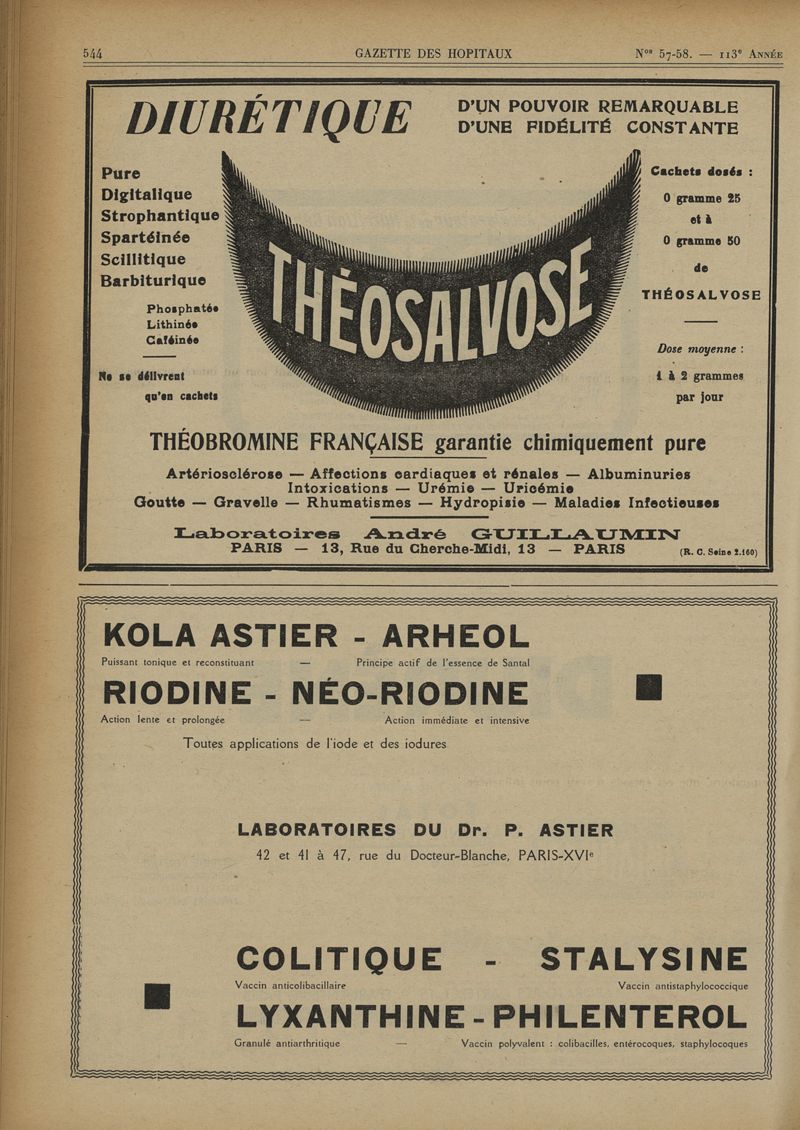 544 GAZETTE DES HOPITAUX Nos 57-58. — 113e ANNÉE
DIURÉTIQUE
D'UN POUVOIR REMARQUABLE
D'UNE FIDÉLITÉ CONSTANTE
Pure
Digitalique
Strophantique
Spartéinée
Scillitique
Barbiturique
Phosphatée
Lithinée
Caféinée
Ne se délivrent
qu'en cachets
THÉOSALVOSE
Cachets dosés :
0 gramme 25
et à
0 gramme 50
de
THÉOSALVOSE
Dose moyenne :
1 à 2 grammes
par jour
THÉOBROMINE FRANÇAISE garantie chimiquement pure
Artériosclérose — Affections cardiaques et rénales — Albuminuries
Intoxications — Urémie — Uricémie
Goutte — Gravelle — Rhumatismes — Hydropisie — Maladies Infectieuses
Laboratoires André GUILLAUMIN
PARIS — 13, Rue du Cherche-Midi, 13 — PARIS (R. C. Seine 2.160)
KOLA ASTIER - ARHEOL
Puissant tonique et reconstituant — Principe actif de l'essence de Santal
RIODINE - NÉO-RIODINE
Action lente et prolongée — Action immédiate et intensive
Toutes applications de l'iode et des iodures
LABORATOIRES DU Dr. P. ASTIER
42 et 41 à 47, rue du Docteur-Blanche, PARIS-XVIe
COLITIQUE - STALYSINE
Vaccin anticolibacillaire Vaccin antistaphylococcique
LYXANTHINE - PHILENTEROL
Granulé antiarthritique — Vaccin polyvalent : colibacilles, entérocoques, staphylocoques